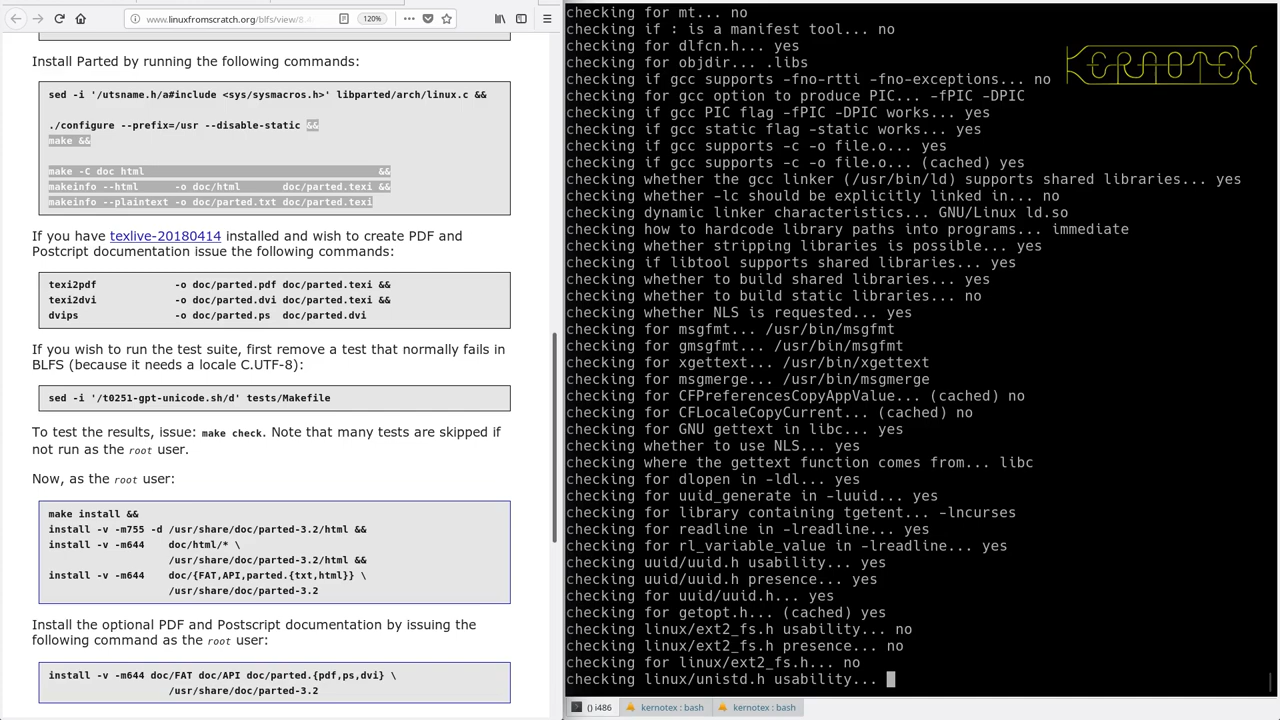 www.linuxfromscratch.org/blfs/view/8.4
120%
Install Parted by running the following commands:
sed -i '/utsname.h/a#include <sys/sysmacros.h>' libparted/arch/linux.c &&
./configure --prefix=/usr --disable-static &&
make &&
make -C doc html                                       &&
makeinfo --html      -o doc/html       doc/parted.texi &&
makeinfo --plaintext -o doc/parted.txt doc/parted.texi
If you have texlive-20180414 installed and wish to create PDF and
Postscript documentation issue the following commands:
texi2pdf             -o doc/parted.pdf doc/parted.texi &&
texi2dvi             -o doc/parted.dvi doc/parted.texi &&
dvips                -o doc/parted.ps  doc/parted.dvi
If you wish to run the test suite, first remove a test that normally fails in
BLFS (because it needs a locale C.UTF-8):
sed -i '/t0251-gpt-unicode.sh/d' tests/Makefile
To test the results, issue: make check. Note that many tests are skipped if
not run as the root user.
Now, as the root user:
make install &&
install -v -m755 -d /usr/share/doc/parted-3.2/html &&
install -v -m644    doc/html/* \
                    /usr/share/doc/parted-3.2/html &&
install -v -m644    doc/{FAT,API,parted.{txt,html}} \
                    /usr/share/doc/parted-3.2
Install the optional PDF and Postscript documentation by issuing the
following command as the root user:
install -v -m644 doc/FAT doc/API doc/parted.{pdf,ps,dvi} \
                    /usr/share/doc/parted-3.2
checking for mt... no
checking if : is a manifest tool... no
checking for dlfcn.h... yes
checking for objdir... .libs
checking if gcc supports -fno-rtti -fno-exceptions... no
checking for gcc option to produce PIC... -fPIC -DPIC
checking if gcc PIC flag -fPIC -DPIC works... yes
checking if gcc static flag -static works... yes
checking if gcc supports -c -o file.o... yes
checking if gcc supports -c -o file.o... (cached) yes
checking whether the gcc linker (/usr/bin/ld) supports shared libraries... yes
checking whether -lc should be explicitly linked in... no
checking dynamic linker characteristics... GNU/Linux ld.so
checking how to hardcode library paths into programs... immediate
checking whether stripping libraries is possible... yes
checking if libtool supports shared libraries... yes
checking whether to build shared libraries... yes
checking whether to build static libraries... no
checking whether NLS is requested... yes
checking for msgfmt... /usr/bin/msgfmt
checking for gmsgfmt... /usr/bin/msgfmt
checking for xgettext... /usr/bin/xgettext
checking for msgmerge... /usr/bin/msgmerge
checking for CFPreferencesCopyAppValue... (cached) no
checking for CFLocaleCopyCurrent... (cached) no
checking for GNU gettext in libc... yes
checking whether to use NLS... yes
checking where the gettext function comes from... libc
checking for dlopen in -ldl... yes
checking for uuid_generate in -luuid... yes
checking for library containing tgetent... -lncurses
checking for readline in -lreadline... yes
checking for rl_variable_value in -lreadline... yes
checking uuid/uuid.h usability... yes
checking uuid/uuid.h presence... yes
checking for uuid/uuid.h... yes
checking for getopt.h... (cached) yes
checking linux/ext2_fs.h usability... no
checking linux/ext2_fs.h presence... no
checking for linux/ext2_fs.h... no
checking linux/unistd.h usability...
KERNOTEX
() i486
kernotex : bash
kernotex : bash